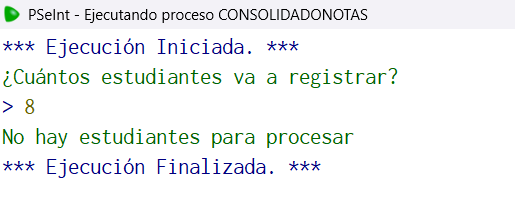 PSeInt - Ejecutando proceso CONSOLIDADONOTAS
*** Ejecución Iniciada. ***
¿Cuántos estudiantes va a registrar?
> 8
No hay estudiantes para procesar
*** Ejecución Finalizada. ***